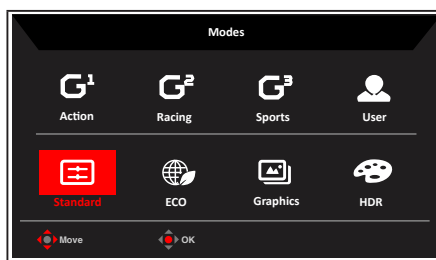 Modes
G¹ G² G³
Action Racing Sports User
Standard ECO Graphics HDR
Move OK